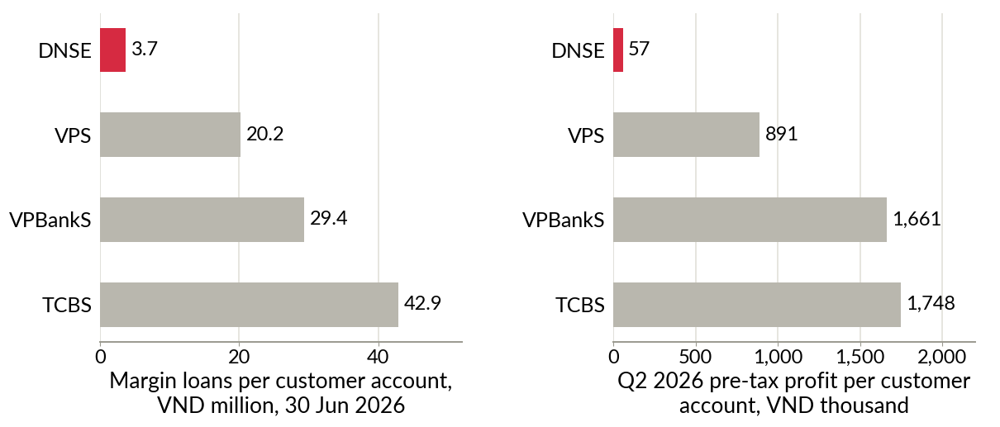 DNSE 3.7
VPS 20.2
VPBankS 29.4
TCBS 42.9
0 20 40
Margin loans per customer account,
VND million, 30 Jun 2026
DNSE 57
VPS 891
VPBankS 1,661
TCBS 1,748
0 500 1,000 1,500 2,000
Q2 2026 pre-tax profit per customer
account, VND thousand